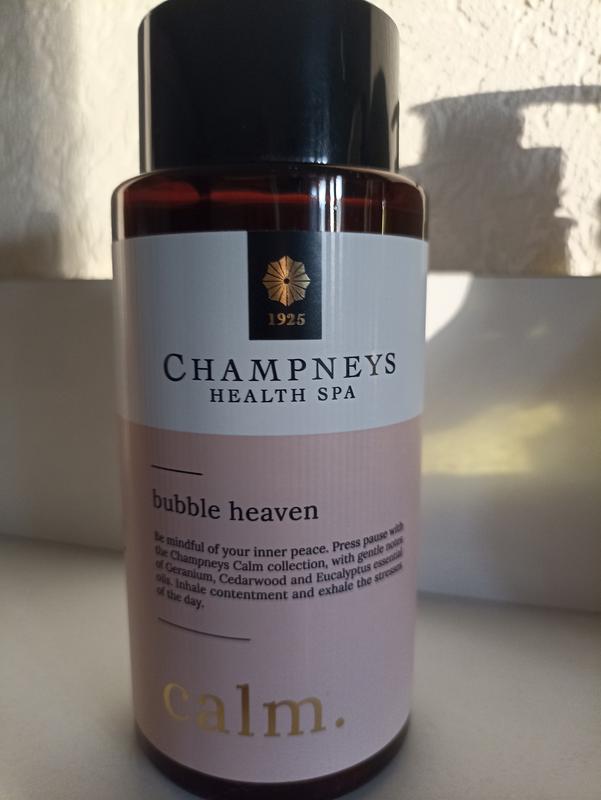 1925
CHAMPNEYS
HEALTH SPA
bubble heaven
Be mindful of your inner peace. Press pause with
the Champneys Calm collection, with gentle notes
of Geranium, Cedarwood and Eucalyptus essential
oils. Inhale contentment and exhale the stresses
of the day.
calm.